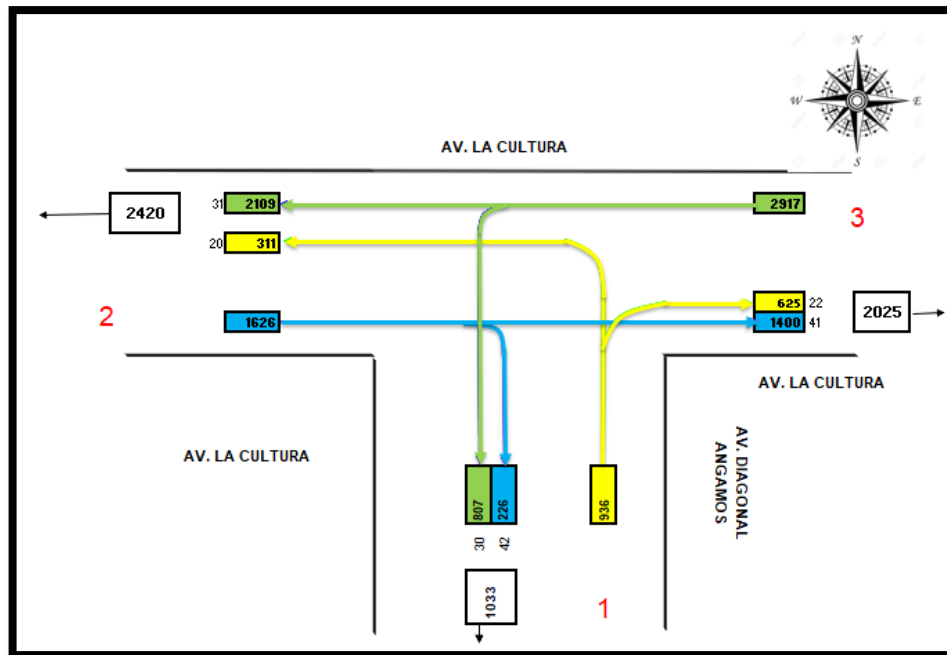 N
W E
S
AV. LA CULTURA
2420
31 2109
2917
3
20 311
2
1626
625 22
1400 41
2025
AV. LA CULTURA
AV. LA CULTURA
AV. DIAGONAL
ANGAMOS
807
226
936
30
42
1033
1